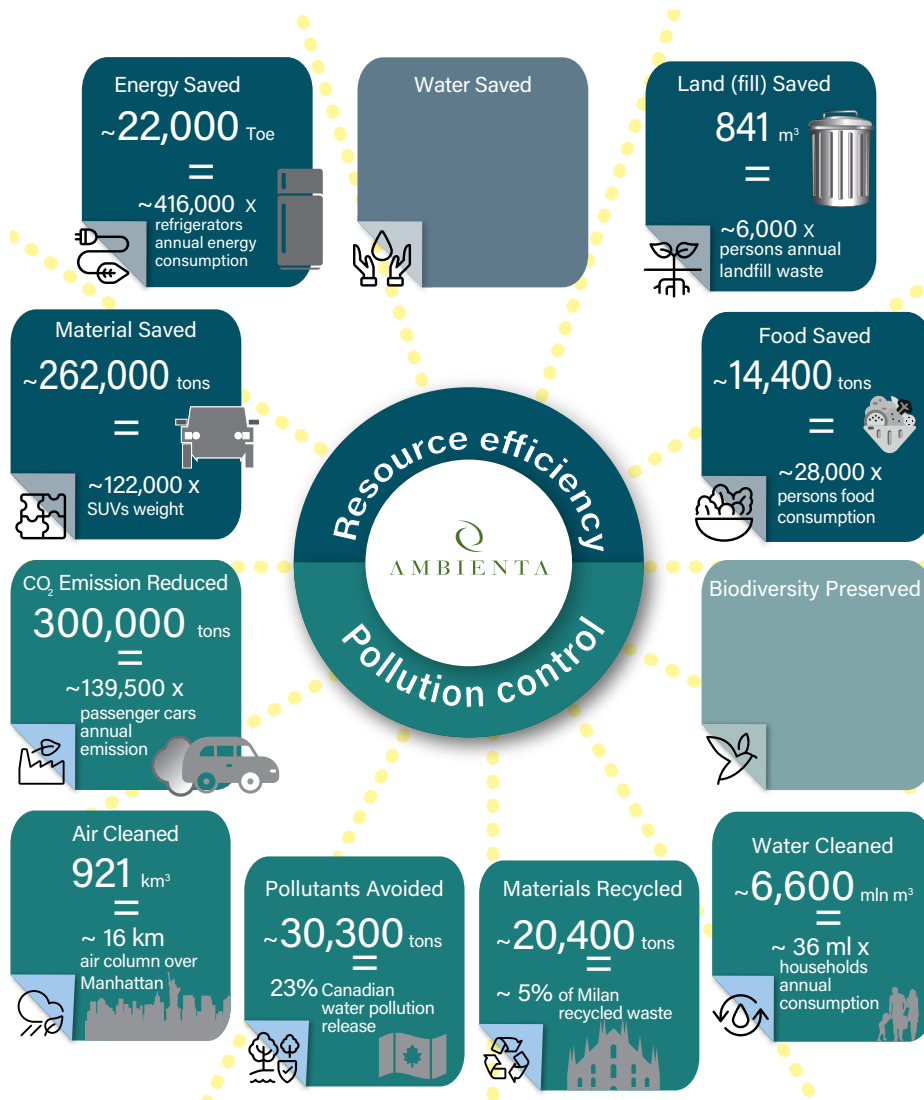 Energy Saved
~22,000 Toe
=
~416,000 x
refrigerators
annual energy
consumption
Water Saved
Land (fill) Saved
841 m³
=
~6,000 x
persons annual
landfill waste
Material Saved
~262,000 tons
=
~122,000 x
SUVs weight
Food Saved
~14,400 tons
=
~28,000 x
persons food
consumption
Resource efficiency
AMBIENTA
Pollution control
CO₂ Emission Reduced
300,000 tons
=
~139,500 x
passenger cars
annual
emission
Biodiversity Preserved
Air Cleaned
921 km³
=
~ 16 km
air column over
Manhattan
Pollutants Avoided
~30,300 tons
=
23% Canadian
water pollution
release
Materials Recycled
~20,400 tons
=
~ 5% of Milan
recycled waste
Water Cleaned
~6,600 mln m³
=
~ 36 ml x
households
annual
consumption